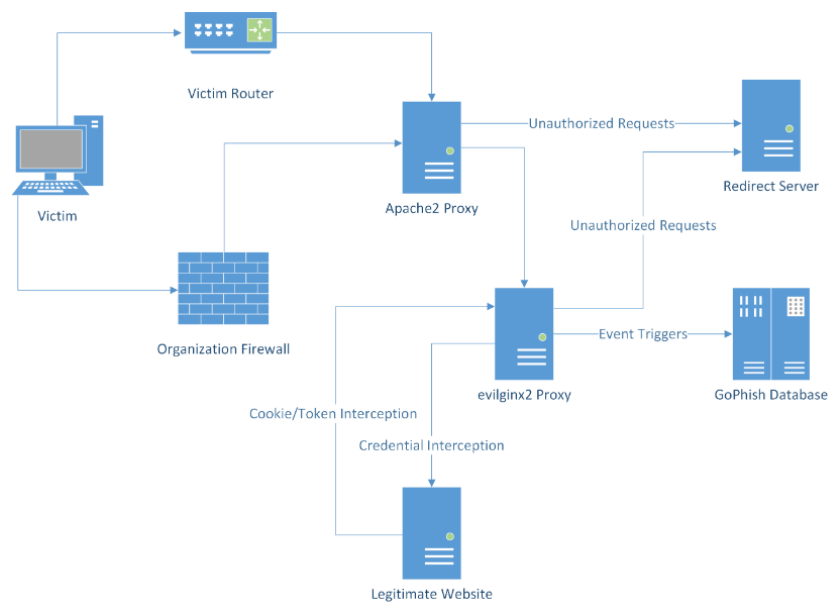 Victim Router
Unauthorized Requests
Redirect Server
Apache2 Proxy
Victim
Unauthorized Requests
Organization Firewall
Event Triggers
evilginx2 Proxy
GoPhish Database
Cookie/Token Interception
Credential Interception
Legitimate Website